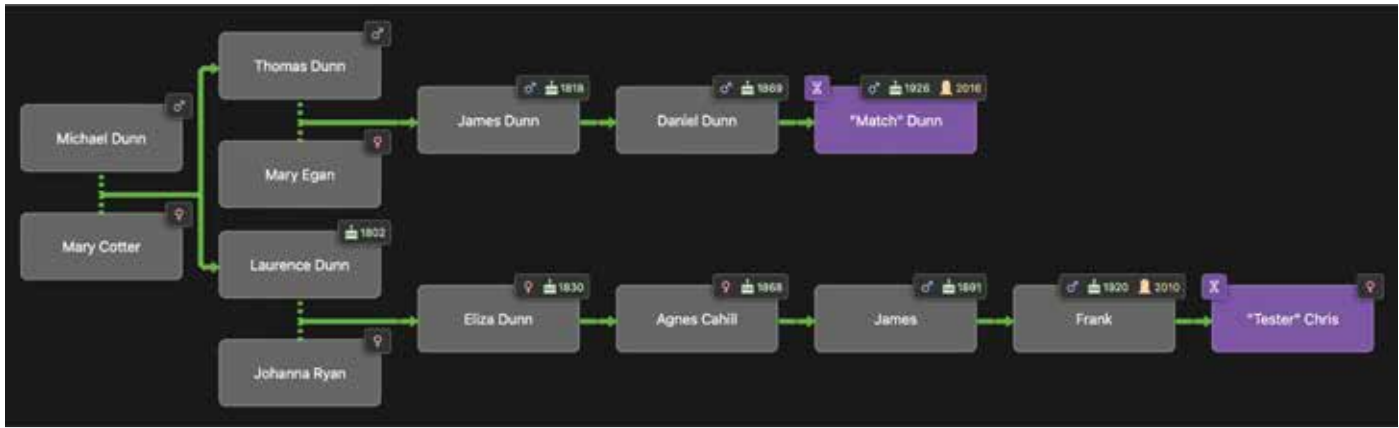 Thomas Dunn
1818
1869
1926 2016
Michael Dunn
James Dunn
Daniel Dunn
"Match" Dunn
Mary Egan
Mary Cotter
1802
Laurence Dunn
1830
1868
1891
1920 2010
Eliza Dunn
Agnes Cahill
James
Frank
"Tester" Chris
Johanna Ryan